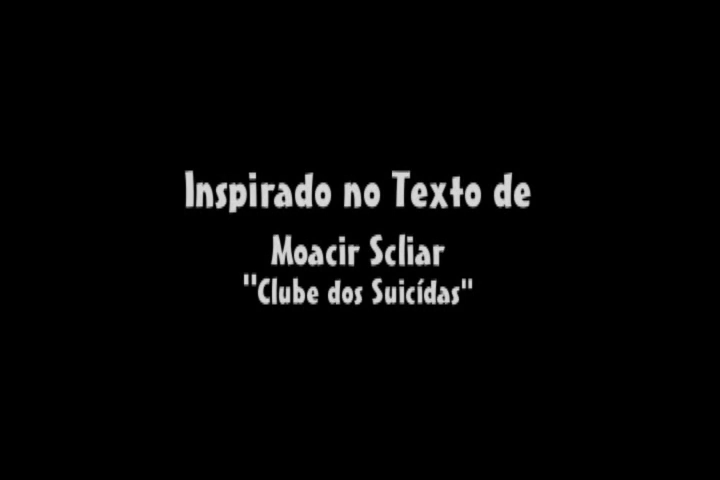 Inspirado no Texto de
Moacir Scliar
"Clube dos Suicídas"